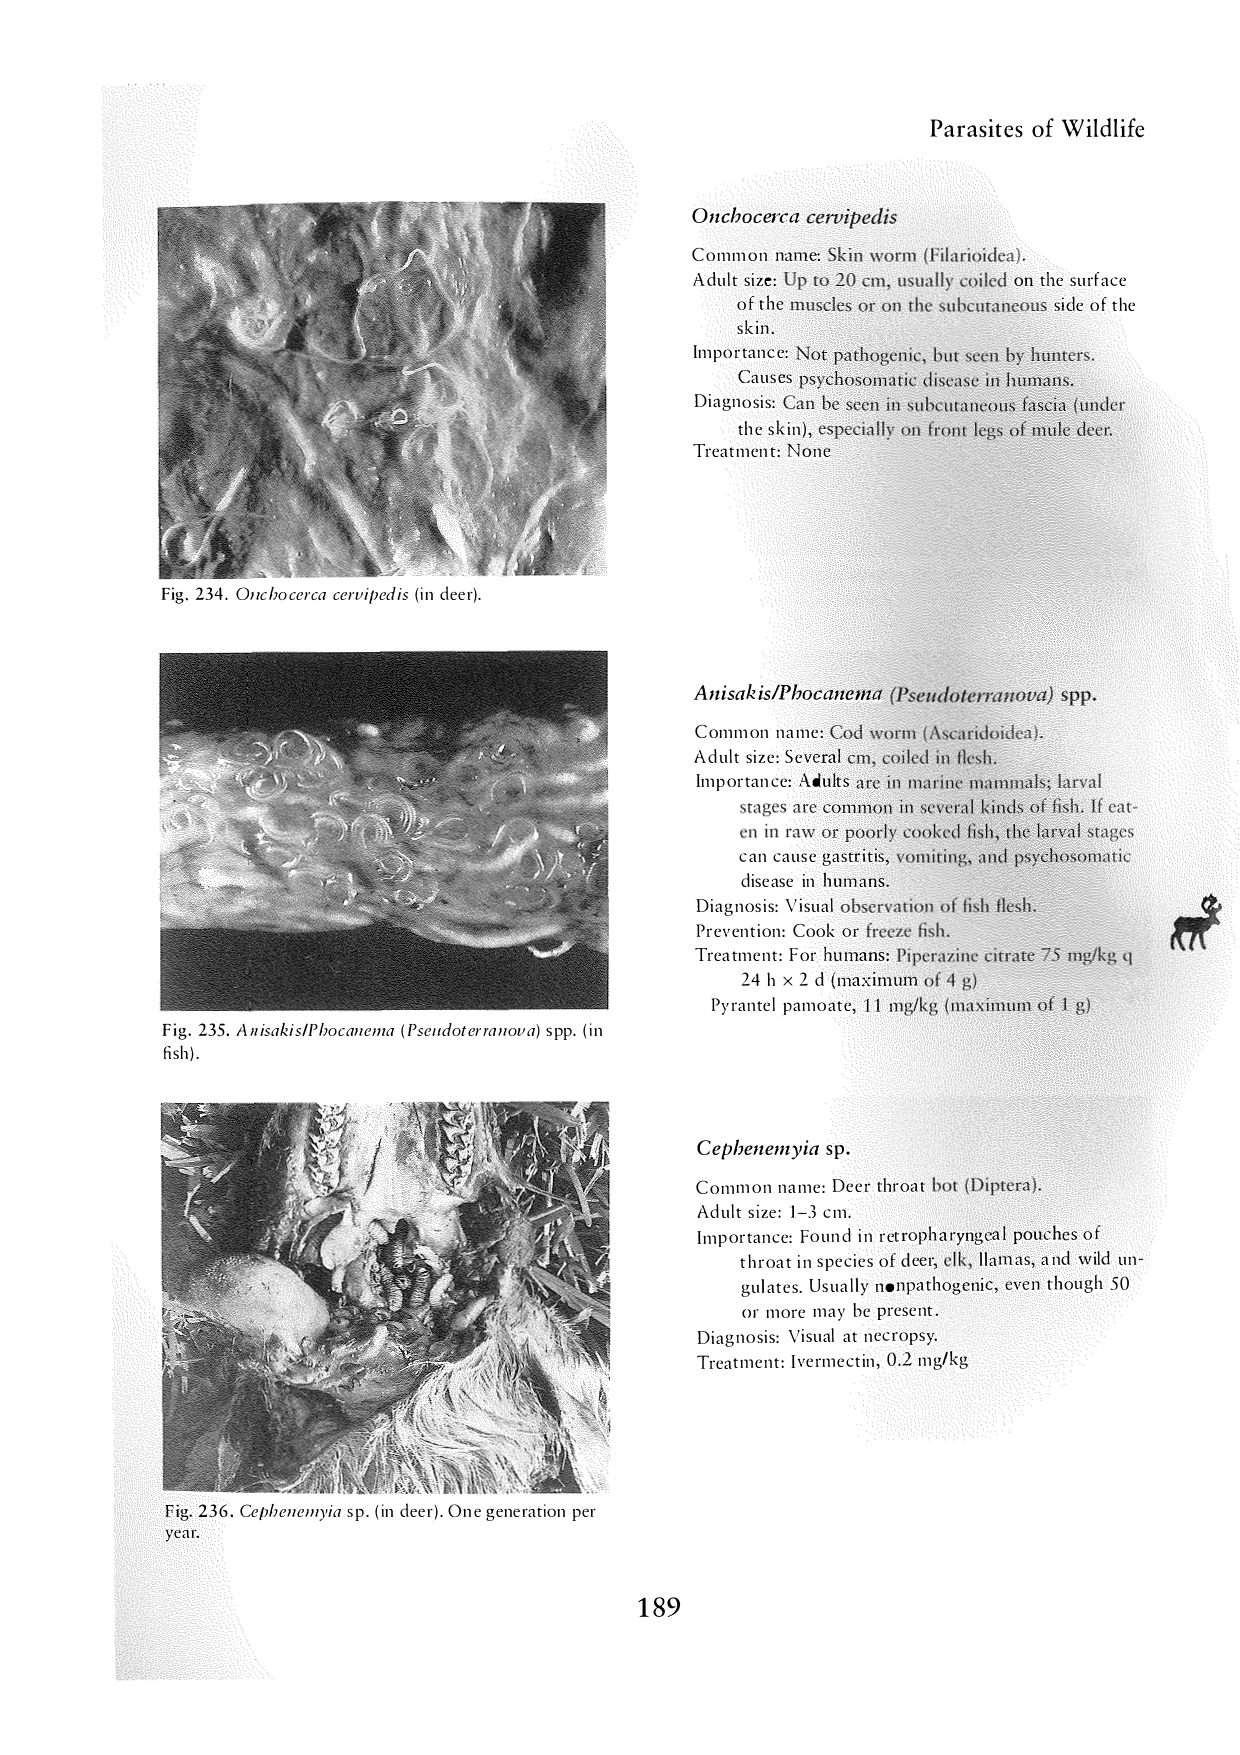 Parasites of Wildlife
Onchocerca cervipedis
Common name: Skin worm (Filarioidea).
Adult size: Up to 20 cm, usually coiled on the surface
of the muscles or on the subcutaneous side of the
skin.
Importance: Not pathogenic, but seen by hunters.
Causes psychosomatic disease in humans.
Diagnosis: Can be seen in subcutaneous fascia (under
the skin), especially on front legs of mule deer.
Treatment: None
Fig. 234. Onchocerca cervipedis (in deer).
Anisakis/Phocanema (Pseudoterranova) spp.
Common name: Cod worm (Ascaridoidea).
Adult size: Several cm, coiled in flesh.
Importance: Adults are in marine mammals; larval
stages are common in several kinds of fish. If eat-
en in raw or poorly cooked fish, the larval stages
can cause gastritis, vomiting, and psychosomatic
disease in humans.
Diagnosis: Visual observation of fish flesh.
Prevention: Cook or freeze fish.
Treatment: For humans: Piperazine citrate 75 mg/kg q
24 h × 2 d (maximum of 4 g)
Pyrantel pamoate, 11 mg/kg (maximum of 1 g)
Fig. 235. Anisakis/Phocanema (Pseudoterranova) spp. (in
fish).
Cephenemyia sp.
Common name: Deer throat bot (Diptera).
Adult size: 1–3 cm.
Importance: Found in retropharyngeal pouches of
throat in species of deer, elk, llamas, and wild un-
gulates. Usually nonpathogenic, even though 50
or more may be present.
Diagnosis: Visual at necropsy.
Treatment: Ivermectin, 0.2 mg/kg
Fig. 236. Cephenemyia sp. (in deer). One generation per
year.
189